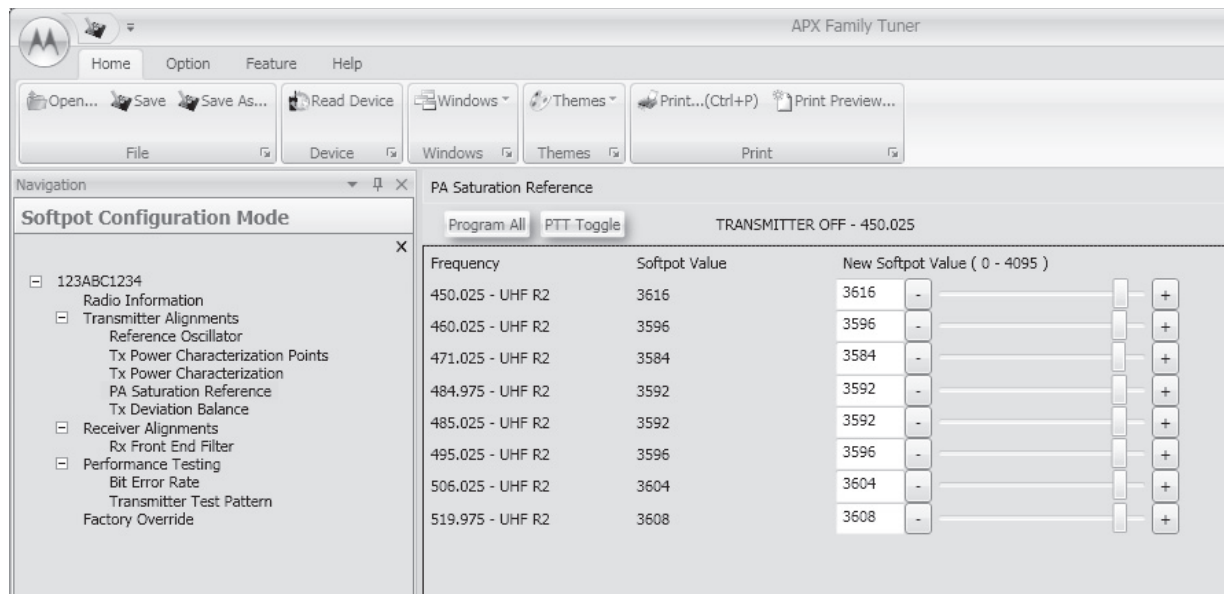 APX Family Tuner
Home Option Feature Help
Open... Save Save As... Read Device Windows Themes Print...(Ctrl+P) Print Preview...
File Device Windows Themes Print
Navigation
Softpot Configuration Mode
X
123ABC1234
Radio Information
Transmitter Alignments
Reference Oscillator
Tx Power Characterization Points
Tx Power Characterization
PA Saturation Reference
Tx Deviation Balance
Receiver Alignments
Rx Front End Filter
Performance Testing
Bit Error Rate
Transmitter Test Pattern
Factory Override
PA Saturation Reference
Program All PTT Toggle TRANSMITTER OFF - 450.025
Frequency Softpot Value New Softpot Value ( 0 - 4095 )
450.025 - UHF R2 3616 3616 - +
460.025 - UHF R2 3596 3596 - +
471.025 - UHF R2 3584 3584 - +
484.975 - UHF R2 3592 3592 - +
485.025 - UHF R2 3592 3592 - +
495.025 - UHF R2 3596 3596 - +
506.025 - UHF R2 3604 3604 - +
519.975 - UHF R2 3608 3608 - +